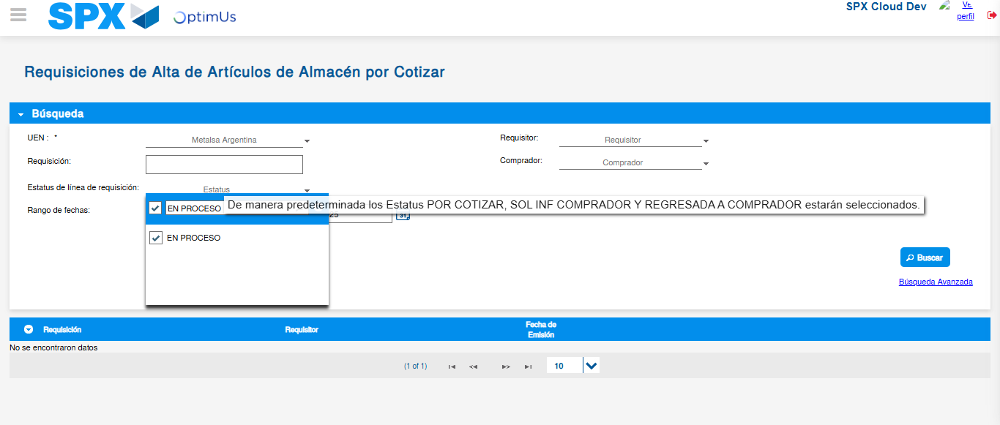 SPX OptimUs
SPX Cloud Dev
perfil
Requisiciones de Alta de Artículos de Almacén por Cotizar
Búsqueda
UEN : *
Metalsa Argentina
Requisitor:
Requisitor
Requisición:
Comprador:
Comprador
Estatus de línea de requisición:
Estatus
Rango de fechas:
EN PROCESO
De manera predeterminada los Estatus POR COTIZAR, SOL INF COMPRADOR Y REGRESADA A COMPRADOR estarán seleccionados.
25
31
EN PROCESO
Buscar
Búsqueda Avanzada
Requisición
Requisitor
Fecha de
Emisión
No se encontraron datos
(1 of 1)
10